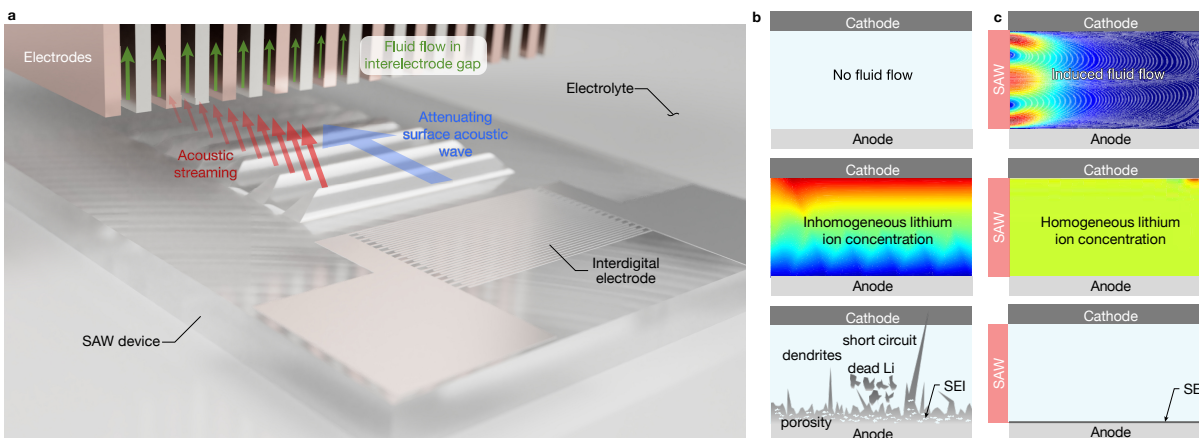 a
Electrodes
Fluid flow in
interelectrode gap
Electrolyte
Attenuating
surface acoustic
wave
Acoustic
streaming
Interdigital
electrode
SAW device
b
Cathode
No fluid flow
Anode
Cathode
Inhomogeneous lithium
ion concentration
Anode
Cathode
short circuit
dendrites
dead Li
SEI
porosity
Anode
c
Cathode
SAW
Induced fluid flow
Anode
Cathode
SAW
Homogeneous lithium
ion concentration
Anode
Cathode
SAW
SE
Anode